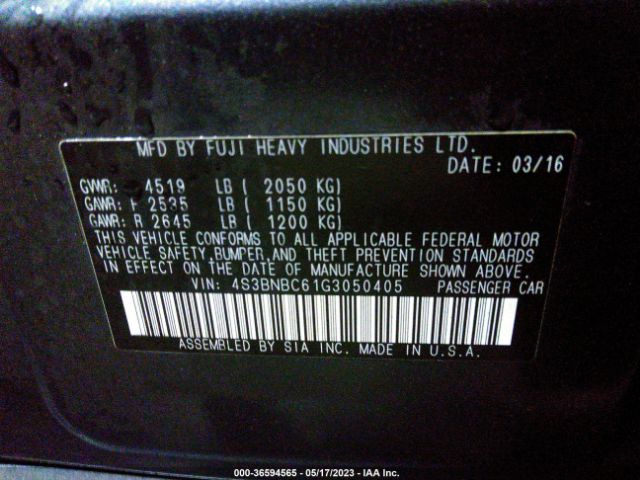 MFD BY FUJI HEAVY INDUSTRIES LTD.
DATE: 03/16
GVWR: 4519 LB ( 2050 KG)
GAWR: F 2535 LB ( 1150 KG)
GAWR: R 2645 LB ( 1200 KG)
THIS VEHICLE CONFORMS TO ALL APPLICABLE FEDERAL MOTOR
VEHICLE SAFETY, BUMPER, AND THEFT PREVENTION STANDARDS
IN EFFECT ON THE DATE OF MANUFACTURE SHOWN ABOVE.
VIN: 4S3BNBC61G3050405 PASSENGER CAR
ASSEMBLED BY SIA INC. MADE IN U.S.A.
000-36594565 - 05/17/2023 - IAA Inc.